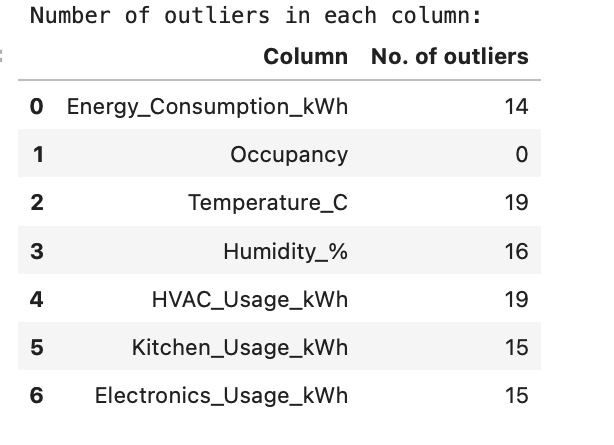 Number of outliers in each column:
Column No. of outliers
0 Energy_Consumption_kWh 14
1 Occupancy 0
2 Temperature_C 19
3 Humidity_% 16
4 HVAC_Usage_kWh 19
5 Kitchen_Usage_kWh 15
6 Electronics_Usage_kWh 15